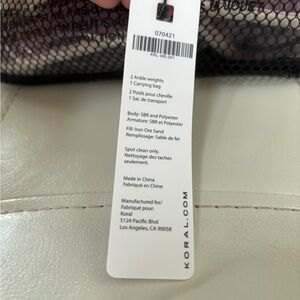 070421
KRL-WE-001
2 Ankle weights
1 Carrying bag
2 Poids pour cheville
1 Sac de transport
Body: SBR and Polyester
Armature: SBR et Polyester
Fill: Iron Ore Sand
Remplissage: Sable de fer
Spot clean only.
Nettoyage des taches
seulement.
Made in China
Fabriqué en Chine
Manufactured for/
Fabriqué pour
Koral
5124 Pacific Blvd
Los Angeles, CA 90058
KORAL.COM